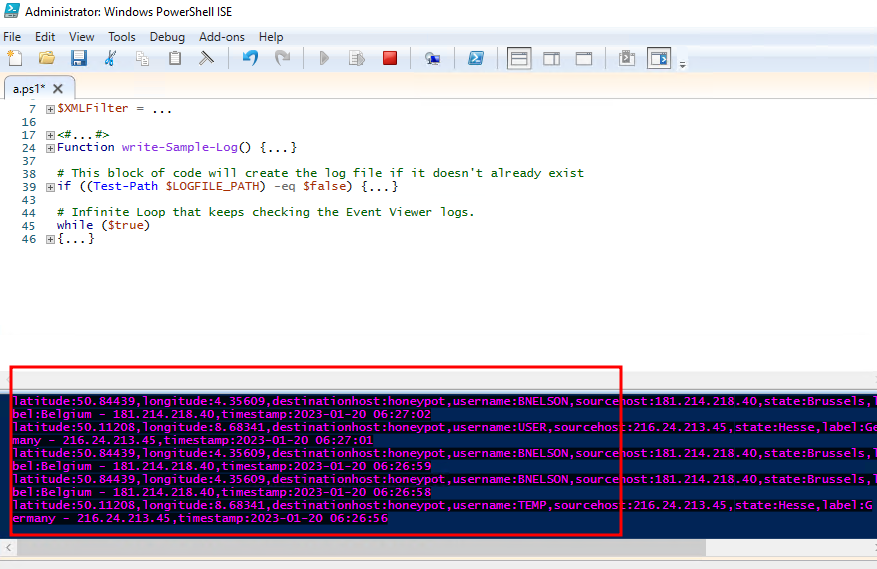 Administrator: Windows PowerShell ISE
File Edit View Tools Debug Add-ons Help
a.ps1*
7 $XMLFilter = ...
16
17 <#...#>
24 Function write-Sample-Log() {...}
37
38 # This block of code will create the log file if it doesn't already exist
39 if ((Test-Path $LOGFILE_PATH) -eq $false) {...}
43
44 # Infinite Loop that keeps checking the Event Viewer logs.
45 while ($true)
46 {...}
latitude:50.84439,longitude:4.35609,destinationhost:honeypot,username:BNELSON,sourcehost:181.214.218.40,state:Brussels,l
bel:Belgium - 181.214.218.40,timestamp:2023-01-20 06:27:02
latitude:50.11208,longitude:8.68341,destinationhost:honeypot,username:USER,sourcehost:216.24.213.45,state:Hesse,label:Ge
many - 216.24.213.45,timestamp:2023-01-20 06:27:01
latitude:50.84439,longitude:4.35609,destinationhost:honeypot,username:BNELSON,sourcehost:181.214.218.40,state:Brussels,l
bel:Belgium - 181.214.218.40,timestamp:2023-01-20 06:26:59
latitude:50.84439,longitude:4.35609,destinationhost:honeypot,username:BNELSON,sourcehost:181.214.218.40,state:Brussels,l
bel:Belgium - 181.214.218.40,timestamp:2023-01-20 06:26:58
latitude:50.11208,longitude:8.68341,destinationhost:honeypot,username:TEMP,sourcehost:216.24.213.45,state:Hesse,label:G
ermany - 216.24.213.45,timestamp:2023-01-20 06:26:56